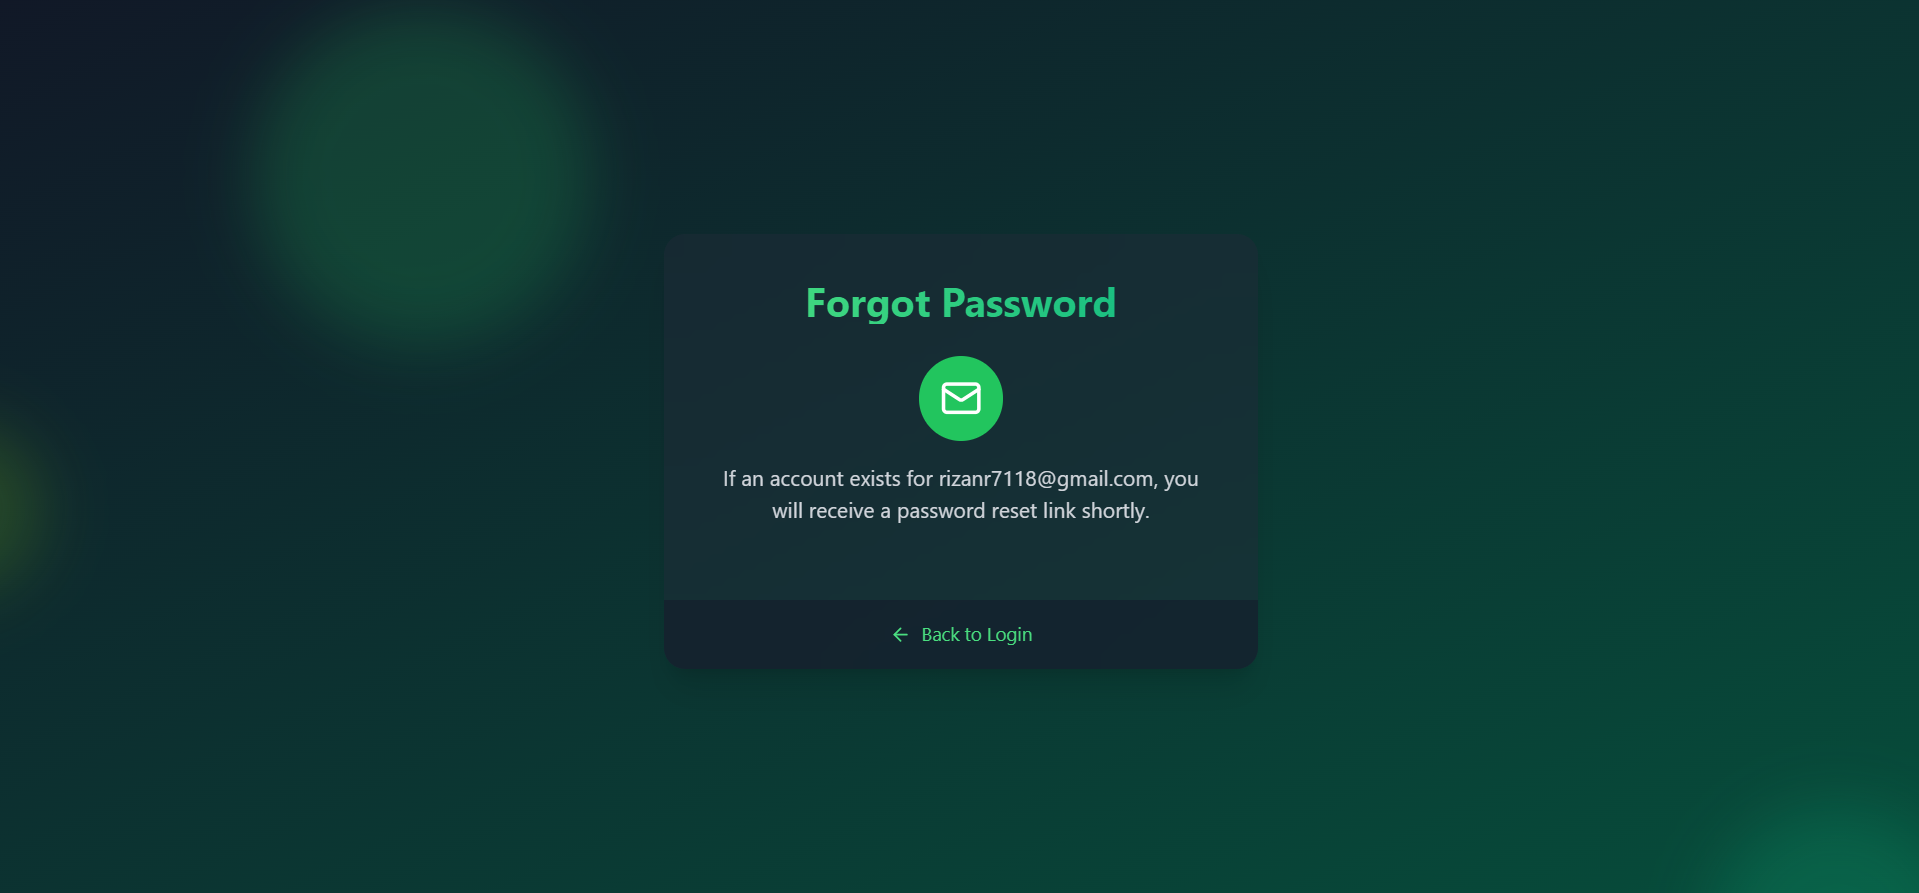 Forgot Password
If an account exists for rizanr7118@gmail.com, you
will receive a password reset link shortly.
Back to Login